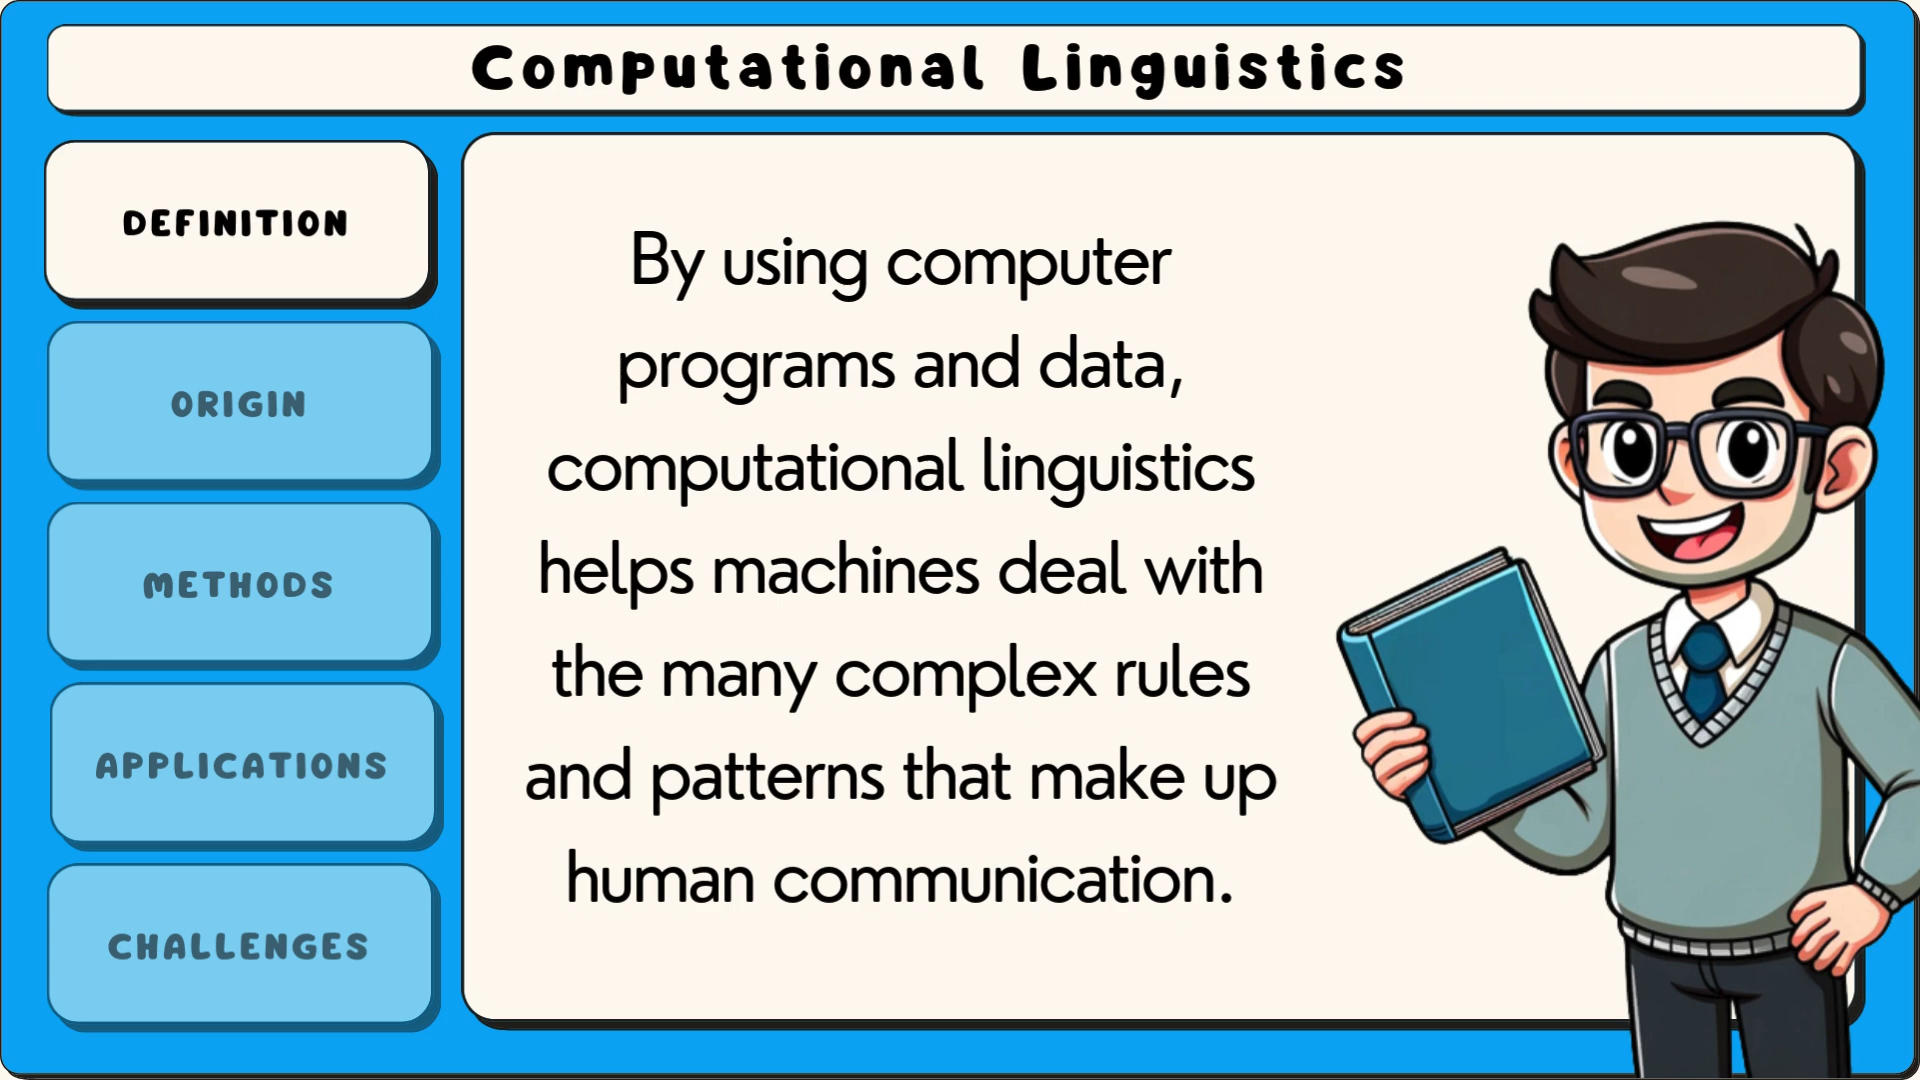 Computational Linguistics
DEFINITION
ORIGIN
METHODS
APPLICATIONS
CHALLENGES
By using computer
programs and data,
computational linguistics
helps machines deal with
the many complex rules
and patterns that make up
human communication.